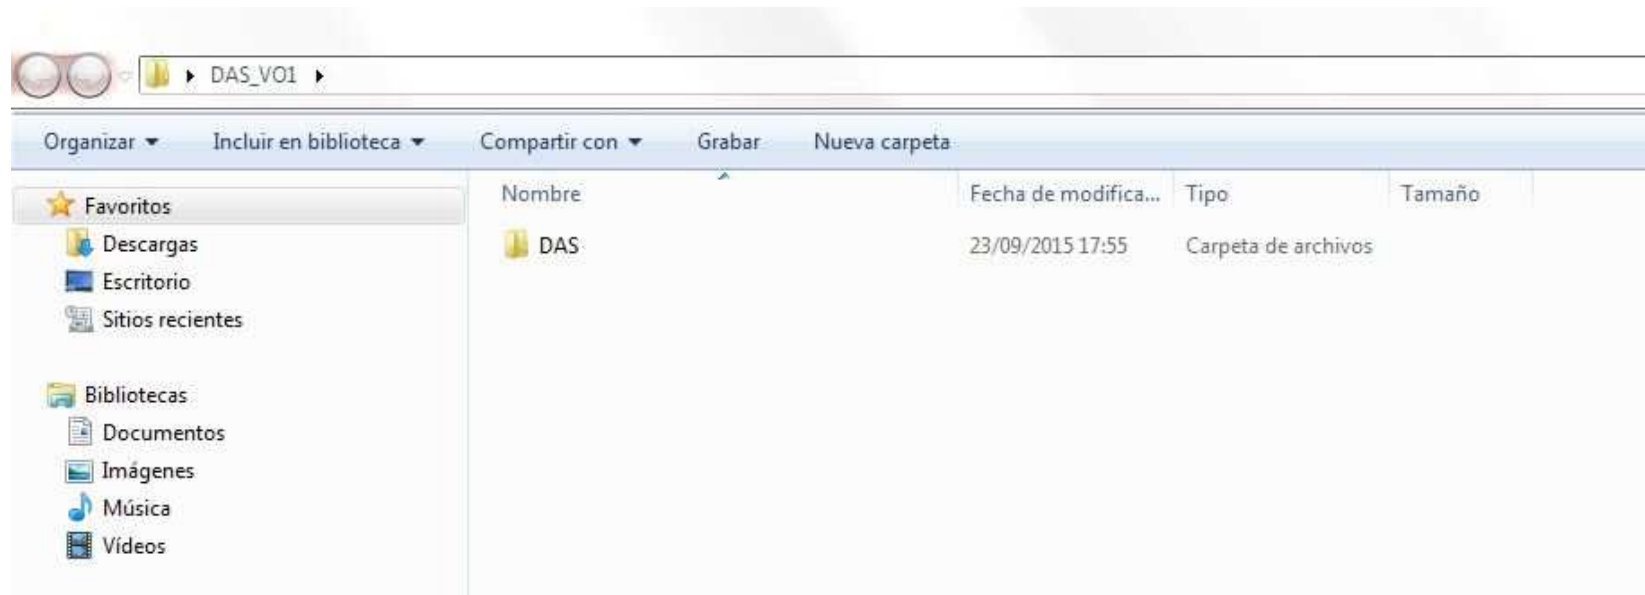 DAS_VO1
Organizar Incluir en biblioteca Compartir con Grabar Nueva carpeta
Nombre Fecha de modifica... Tipo Tamaño
Favoritos
DAS 23/09/2015 17:55 Carpeta de archivos
Descargas
Escritorio
Sitios recientes
Bibliotecas
Documentos
Imágenes
Música
Vídeos